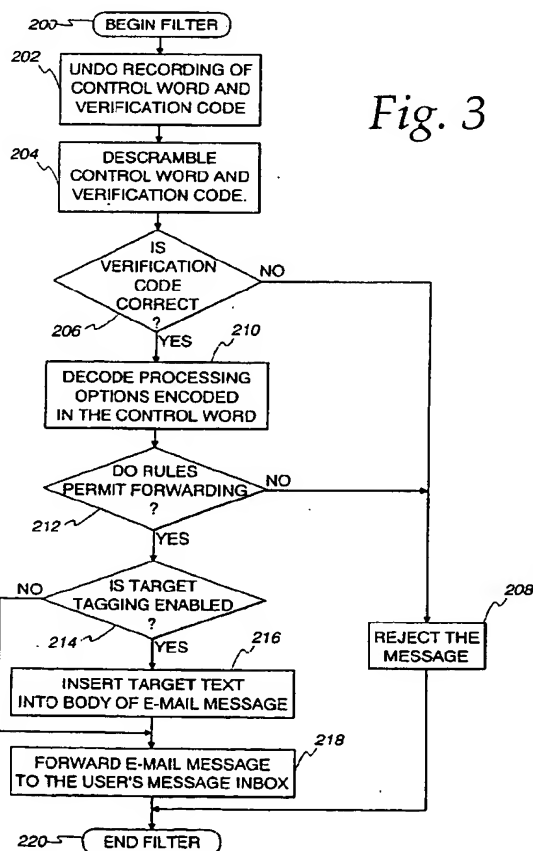 200
BEGIN FILTER
202
UNDO RECORDING OF
CONTROL WORD AND
VERIFICATION CODE
Fig. 3
204
DESCRAMBLE
CONTROL WORD AND
VERIFICATION CODE.
IS
VERIFICATION
CODE
CORRECT
?
NO
206
YES
210
DECODE PROCESSING
OPTIONS ENCODED
IN THE CONTROL WORD
DO RULES
PERMIT FORWARDING
?
NO
212
YES
NO
IS TARGET
TAGGING ENABLED
?
214
YES
208
REJECT THE
MESSAGE
216
INSERT TARGET TEXT
INTO BODY OF E-MAIL MESSAGE
218
FORWARD E-MAIL MESSAGE
TO THE USER'S MESSAGE INBOX
220
END FILTER